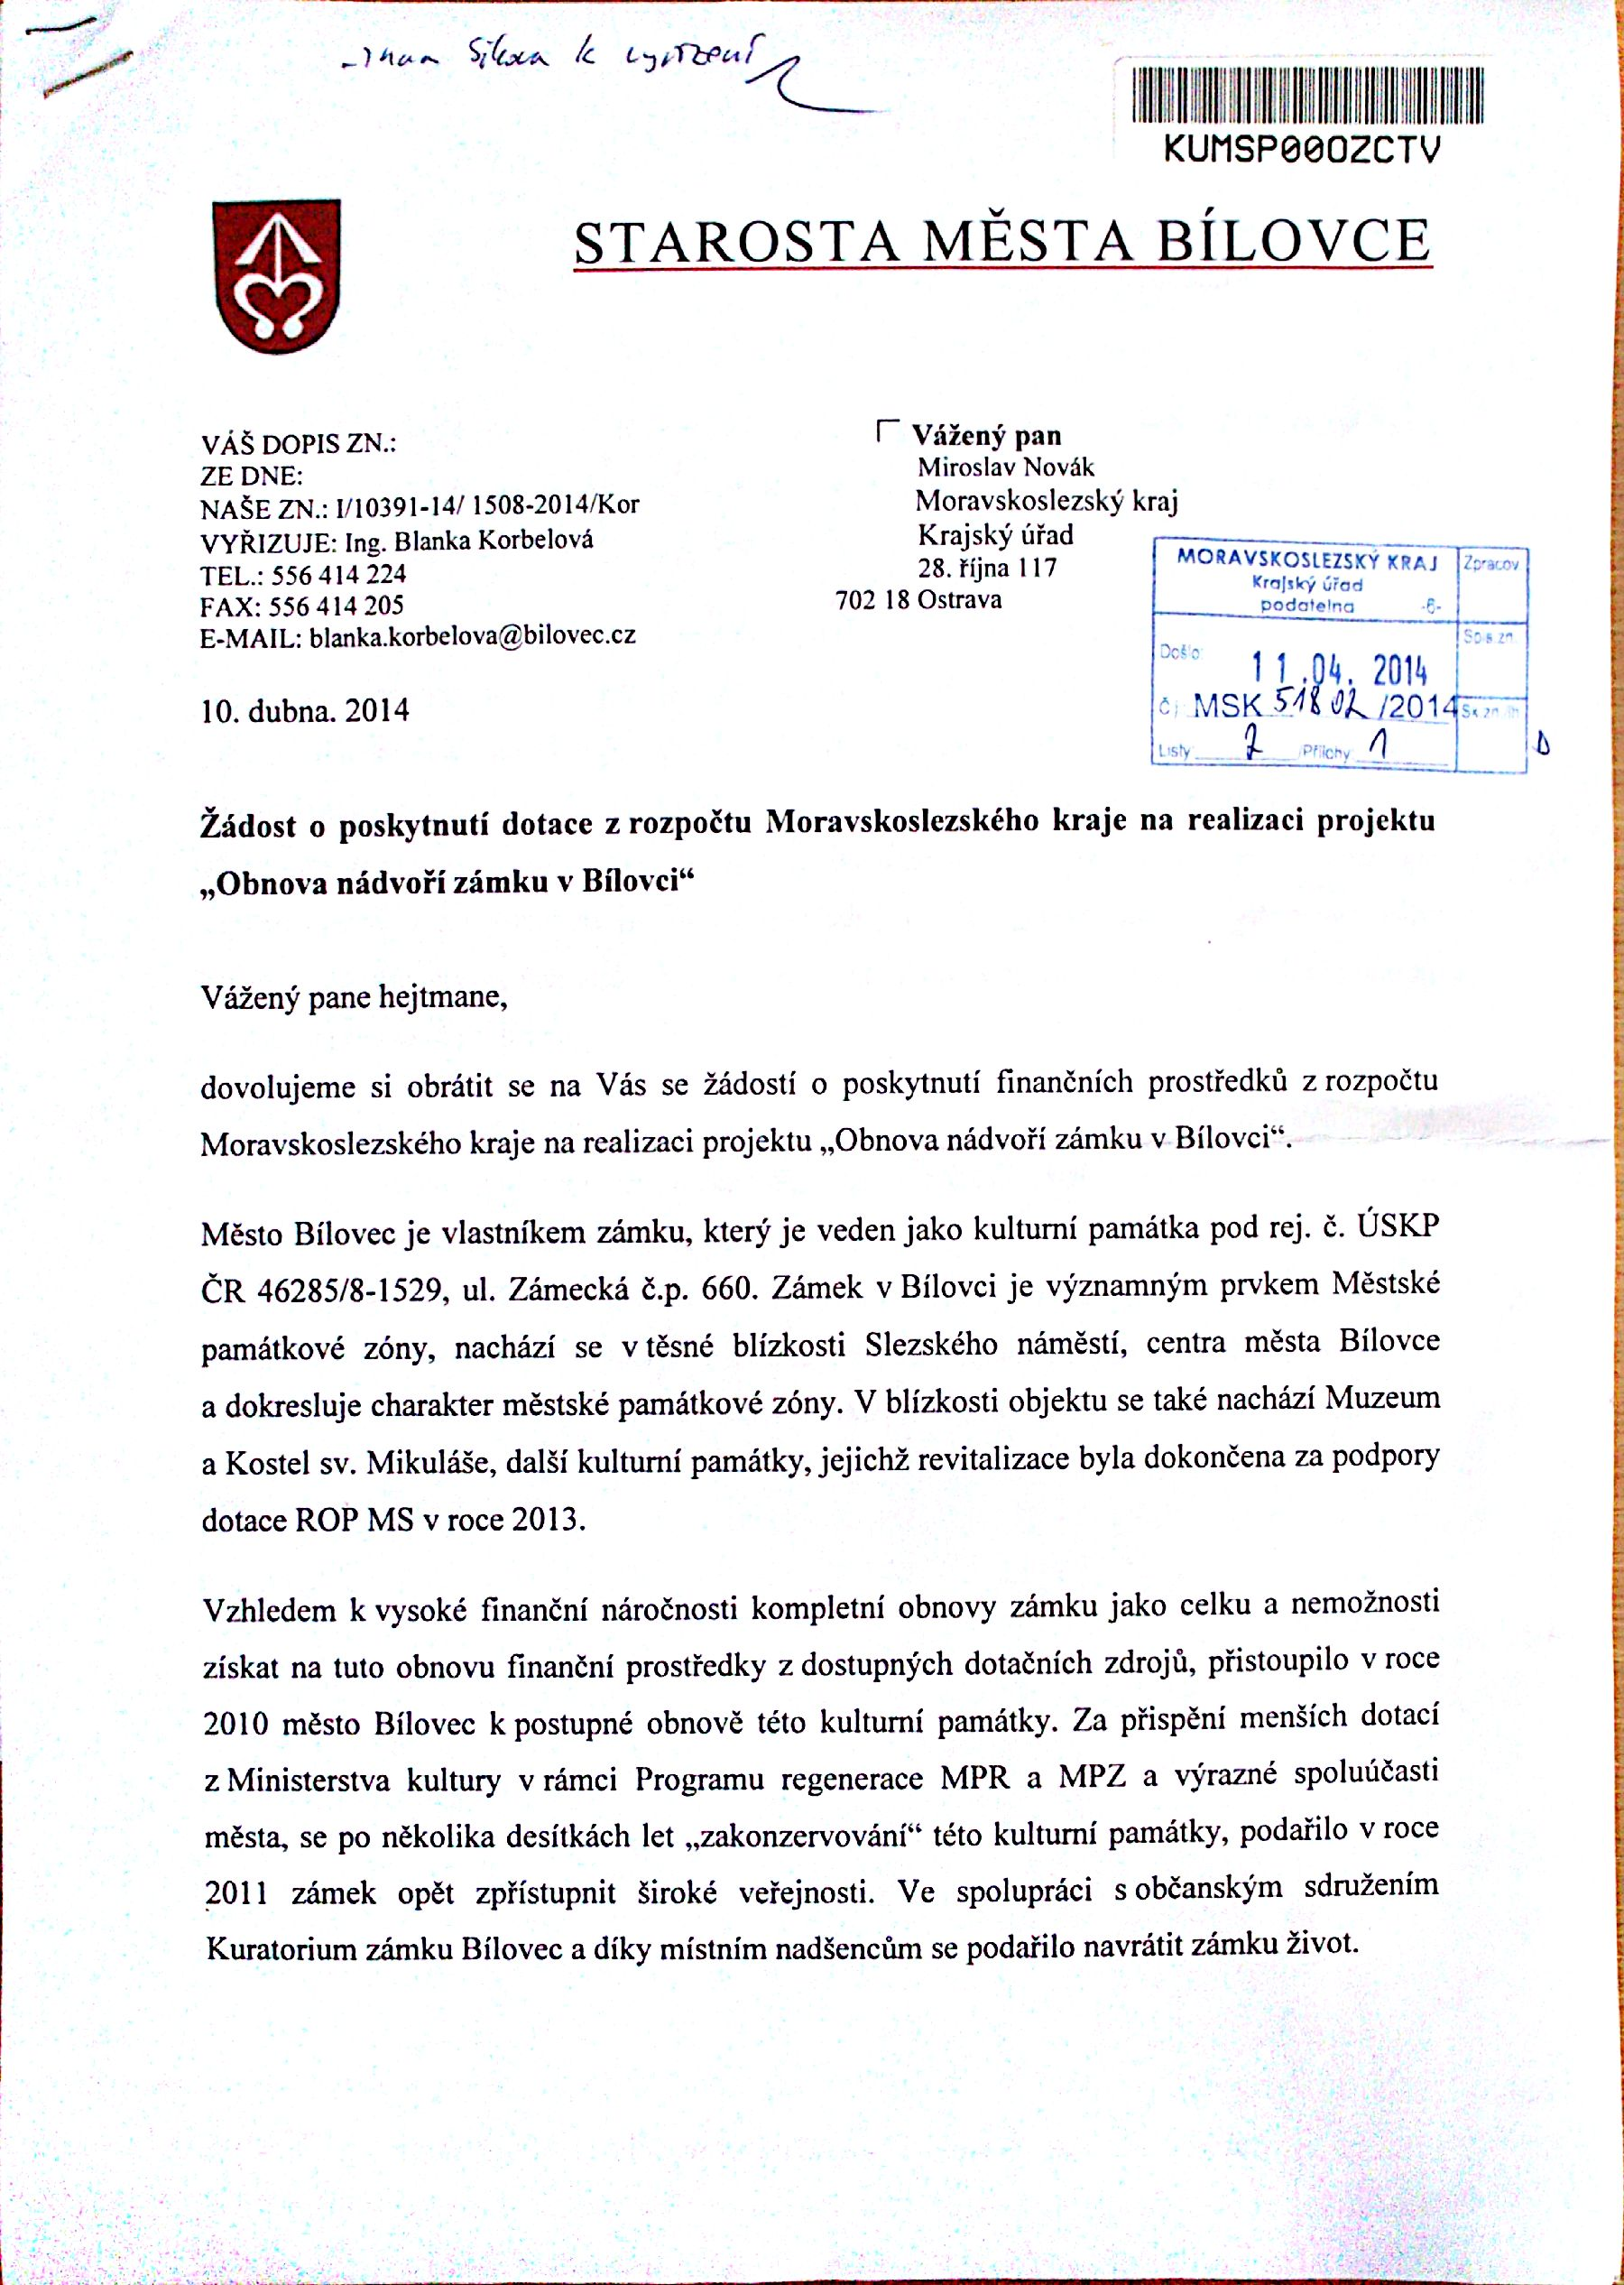 k vyřízení
KUMSP000ZCTV
STAROSTA MĚSTA BÍLOVCE
VÁŠ DOPIS ZN.:
ZE DNE:
NAŠE ZN.: I/10391-14/ 1508-2014/Kor
VYŘIZUJE: Ing. Blanka Korbelová
TEL.: 556 414 224
FAX: 556 414 205
E-MAIL: blanka.korbelova@bilovec.cz
10. dubna. 2014
Vážený pan
Miroslav Novák
Moravskoslezský kraj
Krajský úřad
28. října 117
702 18 Ostrava
MORAVSKOSLEZSKÝ KRAJ
Krajský úřad
podatelna -6-
Zpracov
Došlo:
11.04. 2014
Sp.s.zn.
Č.j. MSK 51802 /2014
Sk.zn.
Listy 2 Přílohy 1
Žádost o poskytnutí dotace z rozpočtu Moravskoslezského kraje na realizaci projektu
„Obnova nádvoří zámku v Bílovci“
Vážený pane hejtmane,
dovolujeme si obrátit se na Vás se žádostí o poskytnutí finančních prostředků z rozpočtu
Moravskoslezského kraje na realizaci projektu „Obnova nádvoří zámku v Bílovci“.
Město Bílovec je vlastníkem zámku, který je veden jako kulturní památka pod rej. č. ÚSKP
ČR 46285/8-1529, ul. Zámecká č.p. 660. Zámek v Bílovci je významným prvkem Městské
památkové zóny, nachází se v těsné blízkosti Slezského náměstí, centra města Bílovce
a dokresluje charakter městské památkové zóny. V blízkosti objektu se také nachází Muzeum
a Kostel sv. Mikuláše, další kulturní památky, jejichž revitalizace byla dokončena za podpory
dotace ROP MS v roce 2013.
Vzhledem k vysoké finanční náročnosti kompletní obnovy zámku jako celku a nemožnosti
získat na tuto obnovu finanční prostředky z dostupných dotačních zdrojů, přistoupilo v roce
2010 město Bílovec k postupné obnově této kulturní památky. Za přispění menších dotací
z Ministerstva kultury v rámci Programu regenerace MPR a MPZ a výrazné spoluúčasti
města, se po několika desítkách let „zakonzervování“ této kulturní památky, podařilo v roce
2011 zámek opět zpřístupnit široké veřejnosti. Ve spolupráci s občanským sdružením
Kuratorium zámku Bílovec a díky místním nadšencům se podařilo navrátit zámku život.